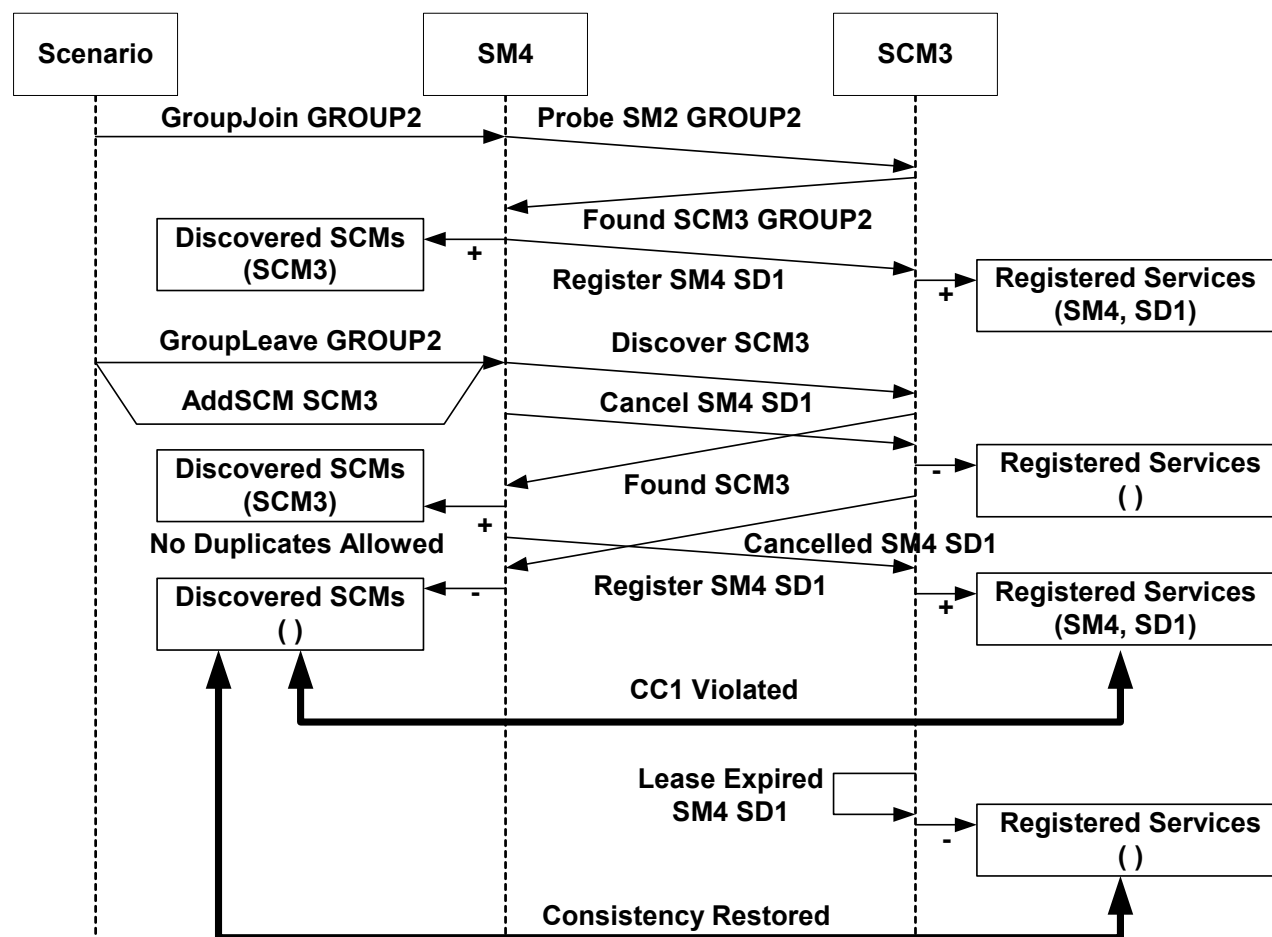 Scenario
SM4
SCM3
GroupJoin GROUP2
Probe SM2 GROUP2
Found SCM3 GROUP2
Discovered SCMs
(SCM3)
+
Register SM4 SD1
+
Registered Services
(SM4, SD1)
GroupLeave GROUP2
Discover SCM3
AddSCM SCM3
Cancel SM4 SD1
Discovered SCMs
(SCM3)
+
Found SCM3
-
Registered Services
( )
No Duplicates Allowed
Cancelled SM4 SD1
Discovered SCMs
( )
-
Register SM4 SD1
+
Registered Services
(SM4, SD1)
CC1 Violated
Lease Expired
SM4 SD1
-
Registered Services
( )
Consistency Restored